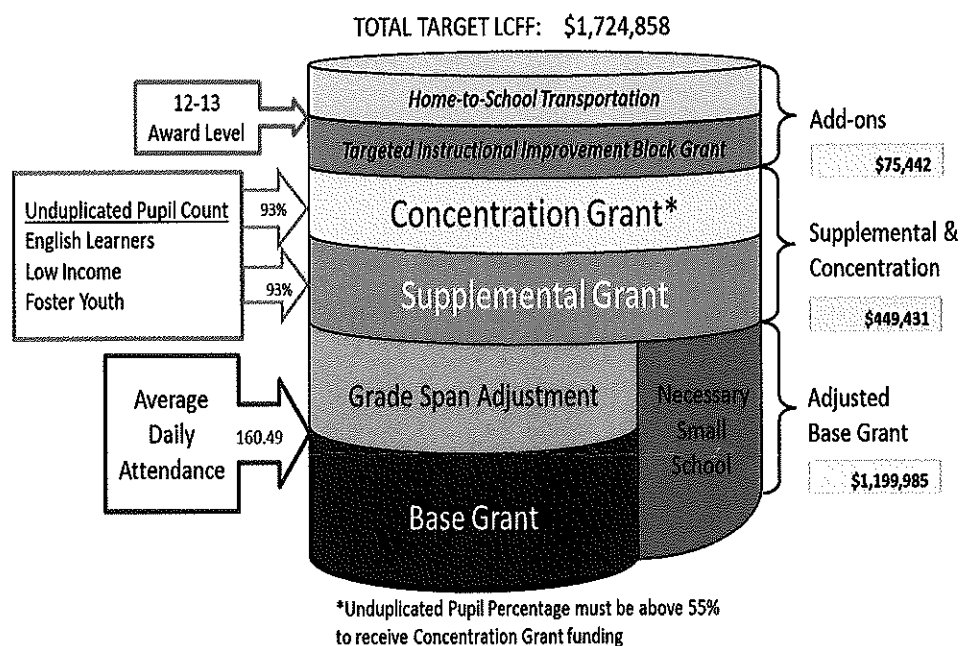 TOTAL TARGET LCFF: $1,724,858
12-13
Award Level
Home-to-School Transportation
Targeted Instructional Improvement Block Grant
Add-ons
$75,442
Unduplicated Pupil Count
English Learners
Low Income
Foster Youth
93%
93%
Concentration Grant*
Supplemental Grant
Supplemental &
Concentration
$449,431
Average
Daily
Attendance
160.49
Grade Span Adjustment
Base Grant
Necessary
Small
School
Adjusted
Base Grant
$1,199,985
*Unduplicated Pupil Percentage must be above 55%
to receive Concentration Grant funding